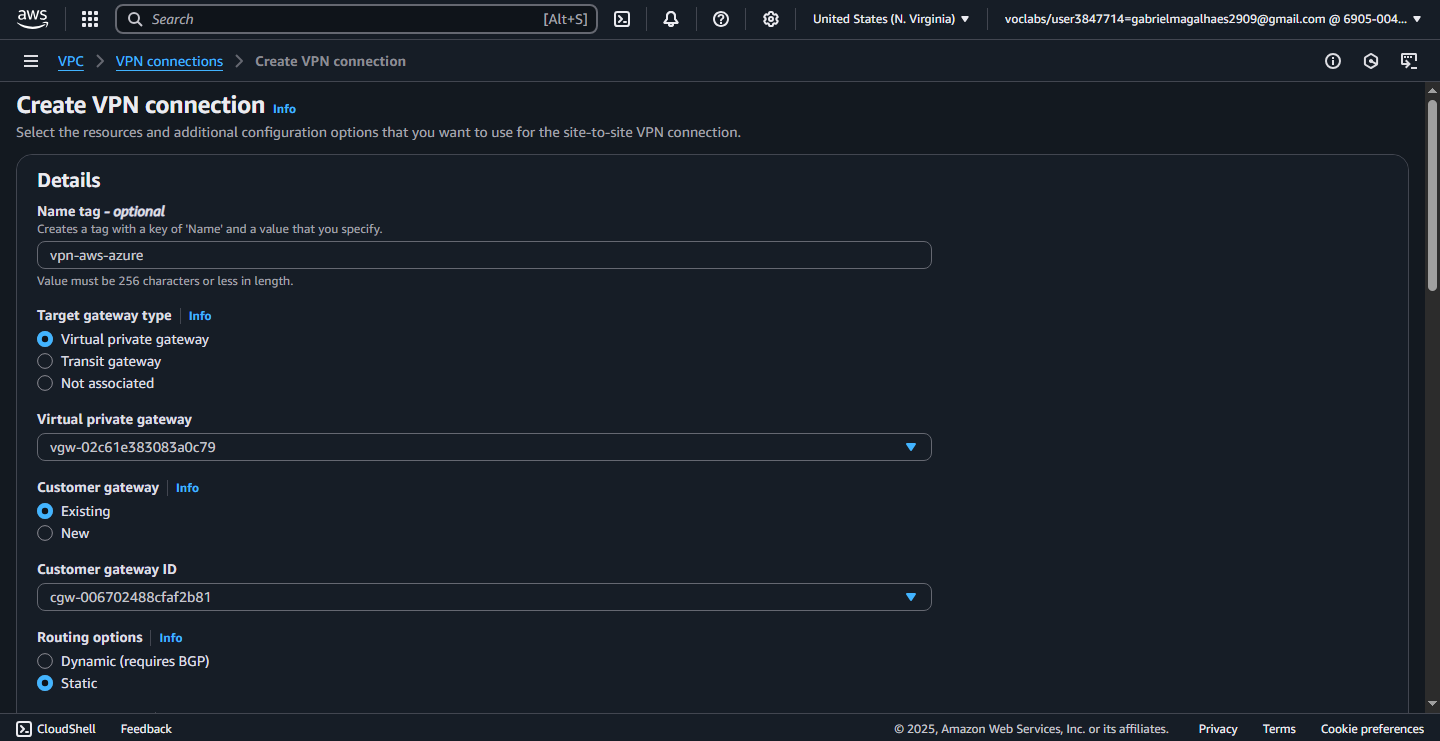 aws
Search [Alt+S] United States (N. Virginia) voclabs/user3847714=gabrielmagalhaes2909@gmail.com @ 6905-004...
VPC VPN connections Create VPN connection
Create VPN connection Info
Select the resources and additional configuration options that you want to use for the site-to-site VPN connection.
Details
Name tag - optional
Creates a tag with a key of 'Name' and a value that you specify.
vpn-aws-azure
Value must be 256 characters or less in length.
Target gateway type Info
Virtual private gateway
Transit gateway
Not associated
Virtual private gateway
vgw-02c61e383083a0c79
Customer gateway Info
Existing
New
Customer gateway ID
cgw-006702488cfaf2b81
Routing options Info
Dynamic (requires BGP)
Static
CloudShell Feedback © 2025, Amazon Web Services, Inc. or its affiliates. Privacy Terms Cookie preferences